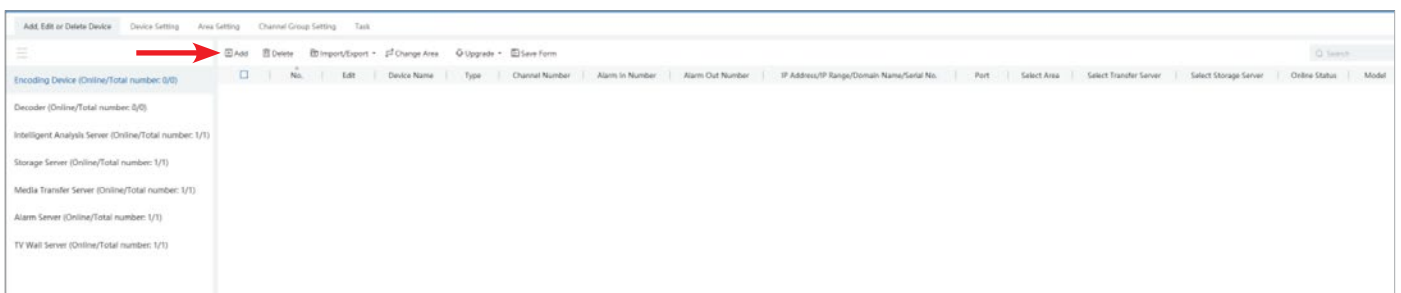 Add, Edit or Delete Device Device Setting Area Setting Channel Group Setting Task
Add Delete Import/Export Change Area Upgrade Save Form Search
No. Edit Device Name Type Channel Number Alarm In Number Alarm Out Number IP Address/IP Range/Domain Name/Serial No. Port Select Area Select Transfer Server Select Storage Server Online Status Model
Encoding Device (Online/Total number: 0/0)
Decoder (Online/Total number: 0/0)
Intelligent Analysis Server (Online/Total number: 1/1)
Storage Server (Online/Total number: 1/1)
Media Transfer Server (Online/Total number: 1/1)
Alarm Server (Online/Total number: 1/1)
TV Wall Server (Online/Total number: 1/1)